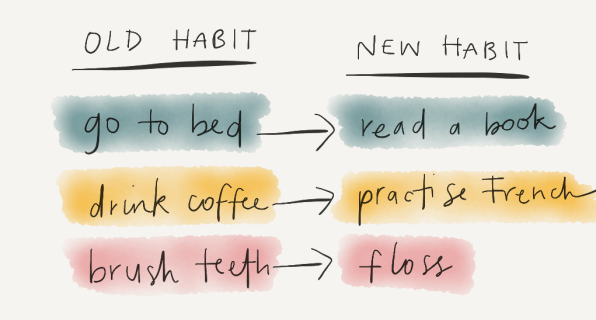 OLD HABIT NEW HABIT
go to bed → read a book
drink coffee → practise French
brush teeth → floss